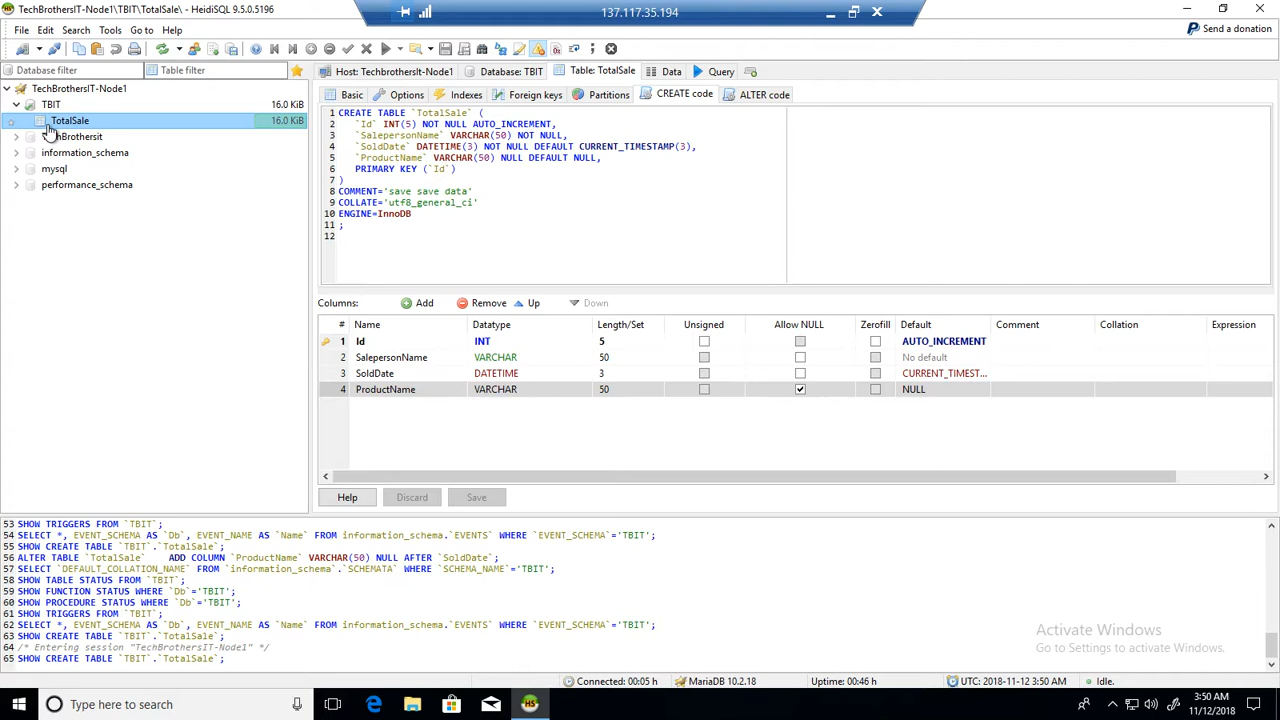 TechBrothersIT-Node1\TBIT\TotalSale\ - HeidiSQL 9.5.0.5196
137.117.35.194
File Edit Search Tools Go to Help
Send a donation
Database filter Table filter
Host: TechbrothersIT-Node1 Database: TBIT Table: TotalSale Data Query
TechBrothersIT-Node1
TBIT 16.0 KiB
TotalSale 16.0 KiB
information_schema
mysql
performance_schema
Basic Options Indexes Foreign keys Partitions CREATE code ALTER code
1 CREATE TABLE `TotalSale` (
2 `Id` INT(5) NOT NULL AUTO_INCREMENT,
3 `SalepersonName` VARCHAR(50) NOT NULL,
4 `SoldDate` DATETIME(3) NOT NULL DEFAULT CURRENT_TIMESTAMP(3),
5 `ProductName` VARCHAR(50) NULL DEFAULT NULL,
6 PRIMARY KEY (`Id`)
7 )
8 COMMENT='save save data'
9 COLLATE='utf8_general_ci'
10 ENGINE=InnoDB
11 ;
12
Columns: Add Remove Up Down
# Name Datatype Length/Set Unsigned Allow NULL Zerofill Default Comment Collation Expression
1 Id INT 5 AUTO_INCREMENT
2 SalepersonName VARCHAR 50 No default
3 SoldDate DATETIME 3 CURRENT_TIMEST...
4 ProductName VARCHAR 50 NULL
Help Discard Save
53 SHOW TRIGGERS FROM `TBIT`;
54 SELECT *, EVENT_SCHEMA AS `Db`, EVENT_NAME AS `Name` FROM information_schema.`EVENTS` WHERE `EVENT_SCHEMA`='TBIT';
55 SHOW CREATE TABLE `TBIT`.`TotalSale`;
56 ALTER TABLE `TotalSale` ADD COLUMN `ProductName` VARCHAR(50) NULL AFTER `SoldDate`;
57 SELECT `DEFAULT_COLLATION_NAME` FROM `information_schema`.`SCHEMATA` WHERE `SCHEMA_NAME`='TBIT';
58 SHOW TABLE STATUS FROM `TBIT`;
59 SHOW FUNCTION STATUS WHERE `Db`='TBIT';
60 SHOW PROCEDURE STATUS WHERE `Db`='TBIT';
61 SHOW TRIGGERS FROM `TBIT`;
62 SELECT *, EVENT_SCHEMA AS `Db`, EVENT_NAME AS `Name` FROM information_schema.`EVENTS` WHERE `EVENT_SCHEMA`='TBIT';
63 SHOW CREATE TABLE `TBIT`.`TotalSale`;
64 /* Entering session "TechBrothersIT-Node1" */
65 SHOW CREATE TABLE `TBIT`.`TotalSale`;
Activate Windows
Go to Settings to activate Windows.
Connected: 00:05 h MariaDB 10.2.18 Uptime: 00:46 h UTC: 2018-11-12 3:50 AM Idle.
Type here to search
3:50 AM
11/12/2018